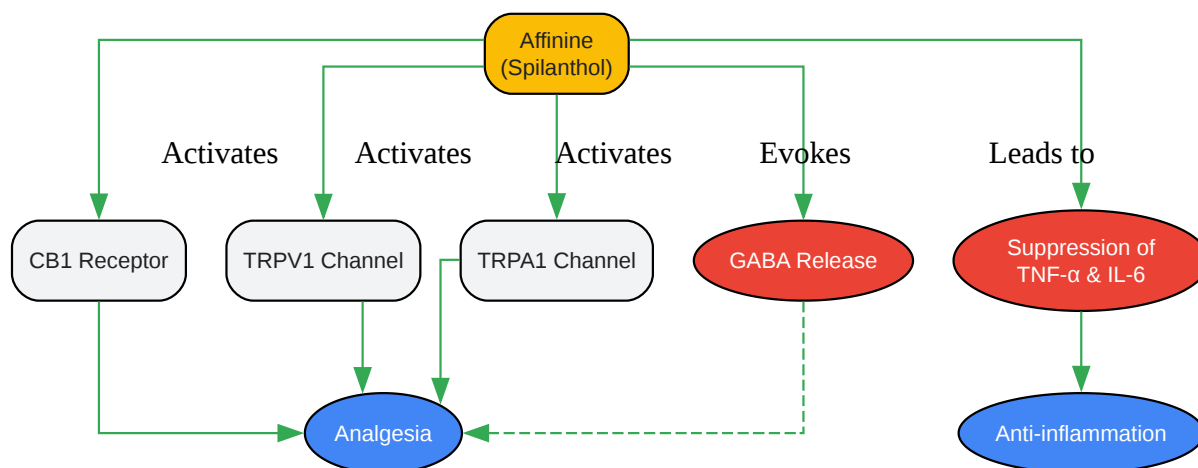 Affinine
(Spilanthol)
Activates
Activates
Activates
Evokes
Leads to
CB1 Receptor
TRPV1 Channel
TRPA1 Channel
GABA Release
Suppression of
TNF-α & IL-6
Analgesia
Anti-inflammation